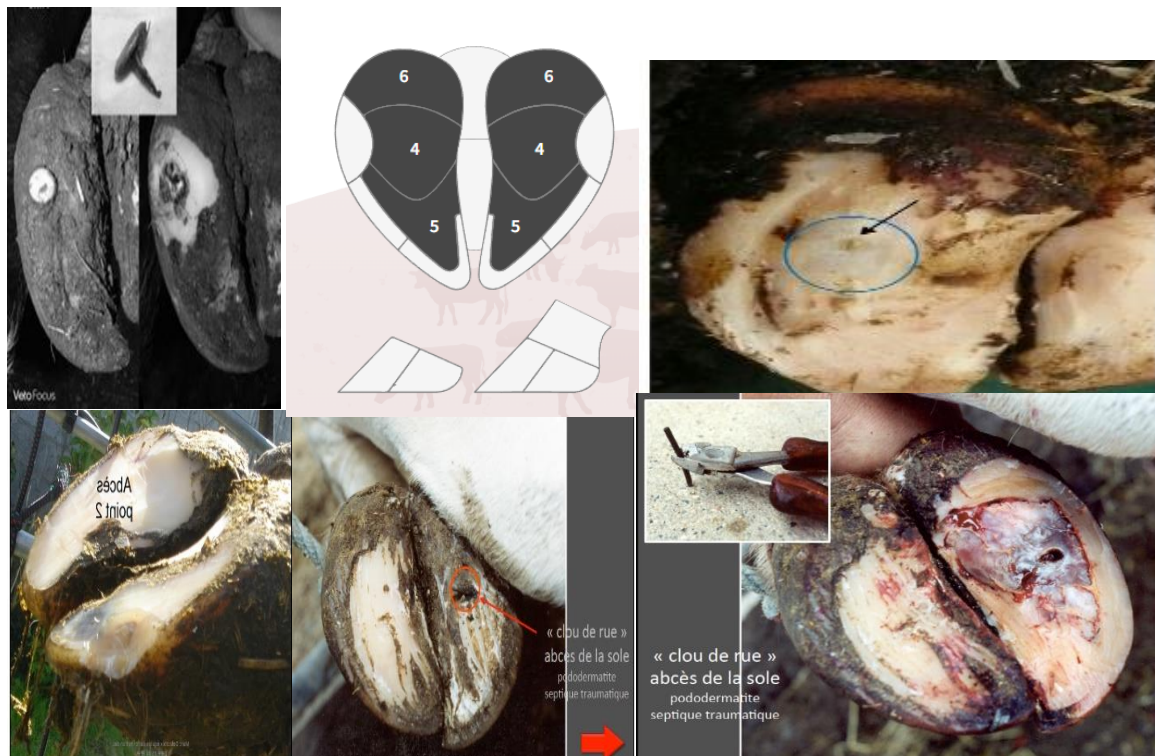 VetoFocus
6 6
4 4
5 5
Abcès
point 2
« clou de rue »
abcès de la sole
pododermatite
septique traumatique
« clou de rue »
abcès de la sole
pododermatite
septique traumatique